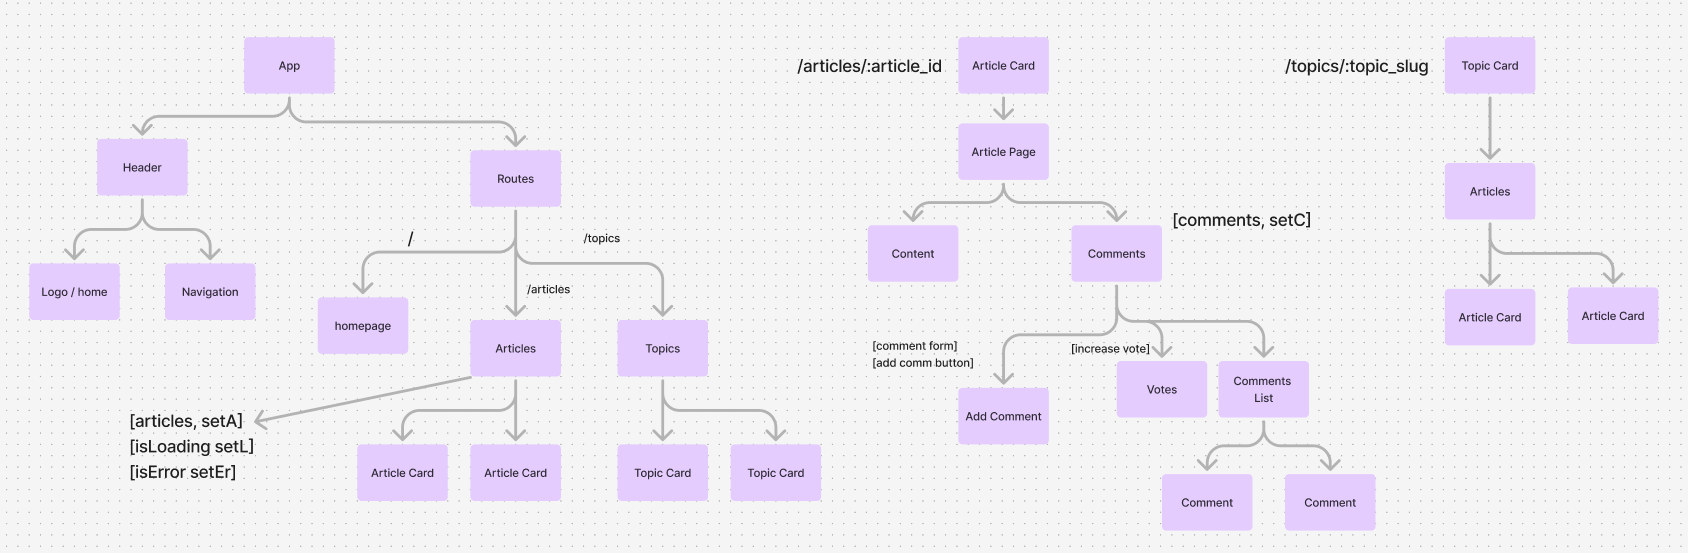 App
Header
Routes
Logo / home
Navigation
/
/topics
/articles
homepage
Articles
Topics
[articles, setA]
[isLoading setL]
[isError setEr]
Article Card
Article Card
Topic Card
Topic Card
/articles/:article_id
Article Card
Article Page
Content
Comments
[comments, setC]
[comment form]
[add comm button]
[increase vote]
Add Comment
Votes
Comments
List
Comment
Comment
/topics/:topic_slug
Topic Card
Articles
Article Card
Article Card